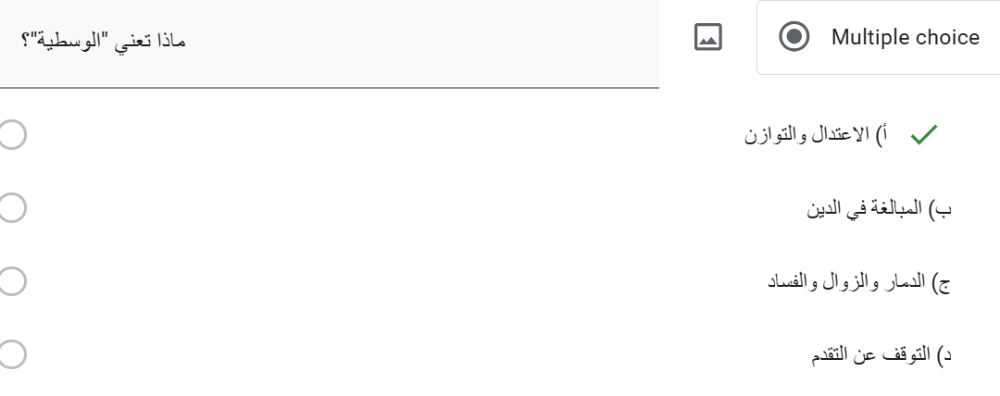 ماذا تعني "الوسطية"؟
Multiple choice
أ) الاعتدال والتوازن
ب) المبالغة في الدين
ج) الدمار والزوال والفساد
د) التوقف عن التقدم